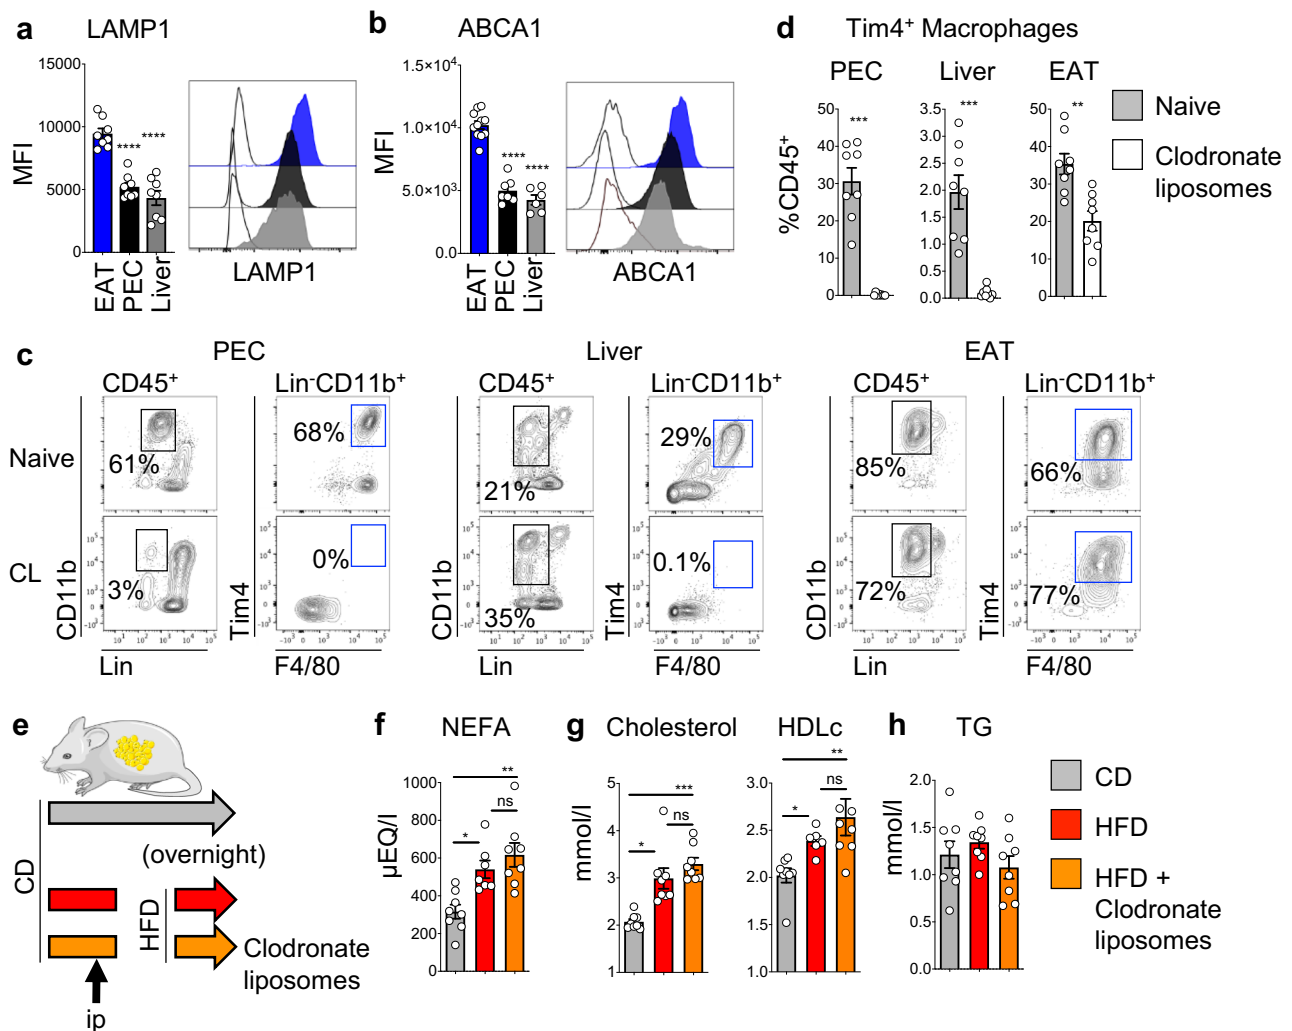 a LAMP1
15000
10000
5000
0
MFI
****
****
EAT
PEC
Liver
LAMP1
b ABCA1
1.5×10⁴
1.0×10⁴
5.0×10³
0.0
MFI
****
****
EAT
PEC
Liver
ABCA1
d Tim4⁺ Macrophages
PEC Liver EAT
%CD45⁺
50
40
30
20
10
0
***
3.5
3.0
2.5
2.0
1.5
1.0
0.5
0.0
***
50
40
30
20
10
0
**
Naive
Clodronate
liposomes
c PEC Liver EAT
CD45⁺ Lin⁻CD11b⁺ CD45⁺ Lin⁻CD11b⁺ CD45⁺ Lin⁻CD11b⁺
Naive
61% 68% 21% 29% 85% 66%
CL
3% 0% 35% 0.1% 72% 77%
CD11b Tim4 CD11b Tim4 CD11b Tim4
Lin F4/80 Lin F4/80 Lin F4/80
e
CD
(overnight)
HFD
Clodronate
liposomes
ip
f NEFA
µEQ/l
1000
800
600
400
200
0
**
ns
*
g Cholesterol HDLc
mmol/l
5
4
3
2
1
***
ns
*
mmol/l
3.0
2.5
2.0
1.5
1.0
**
ns
*
h TG
mmol/l
2.0
1.5
1.0
0.5
0.0
CD
HFD
HFD +
Clodronate
liposomes